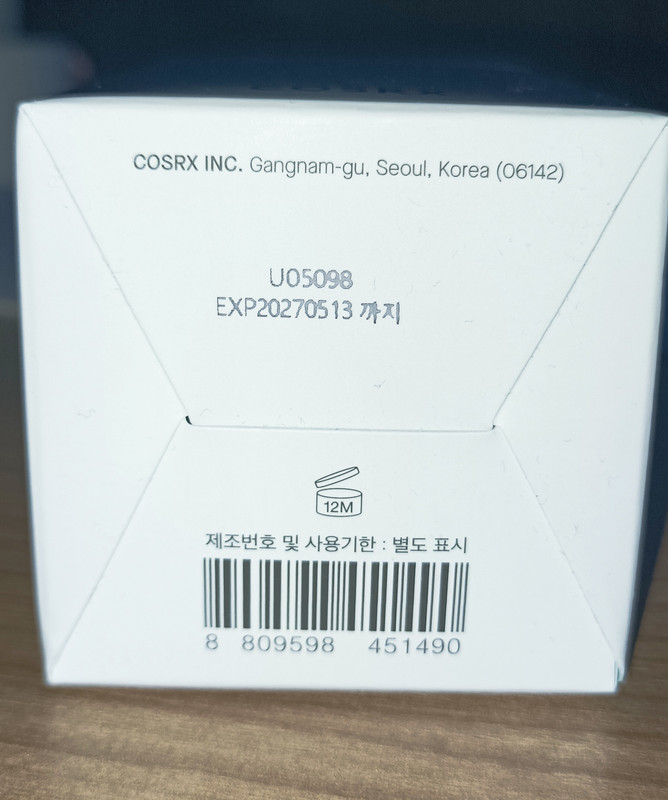 COSRX INC. Gangnam-gu, Seoul, Korea (06142)
U05098
EXP20270513 까지
12M
제조번호 및 사용기한 : 별도 표시
8 809598 451490